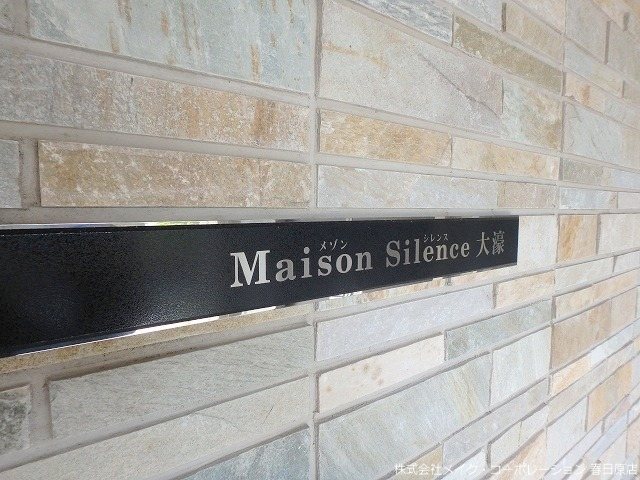 メゾン シレンス
Maison Silence 大濠
株式会社メイク・コーポレーション 春日原店